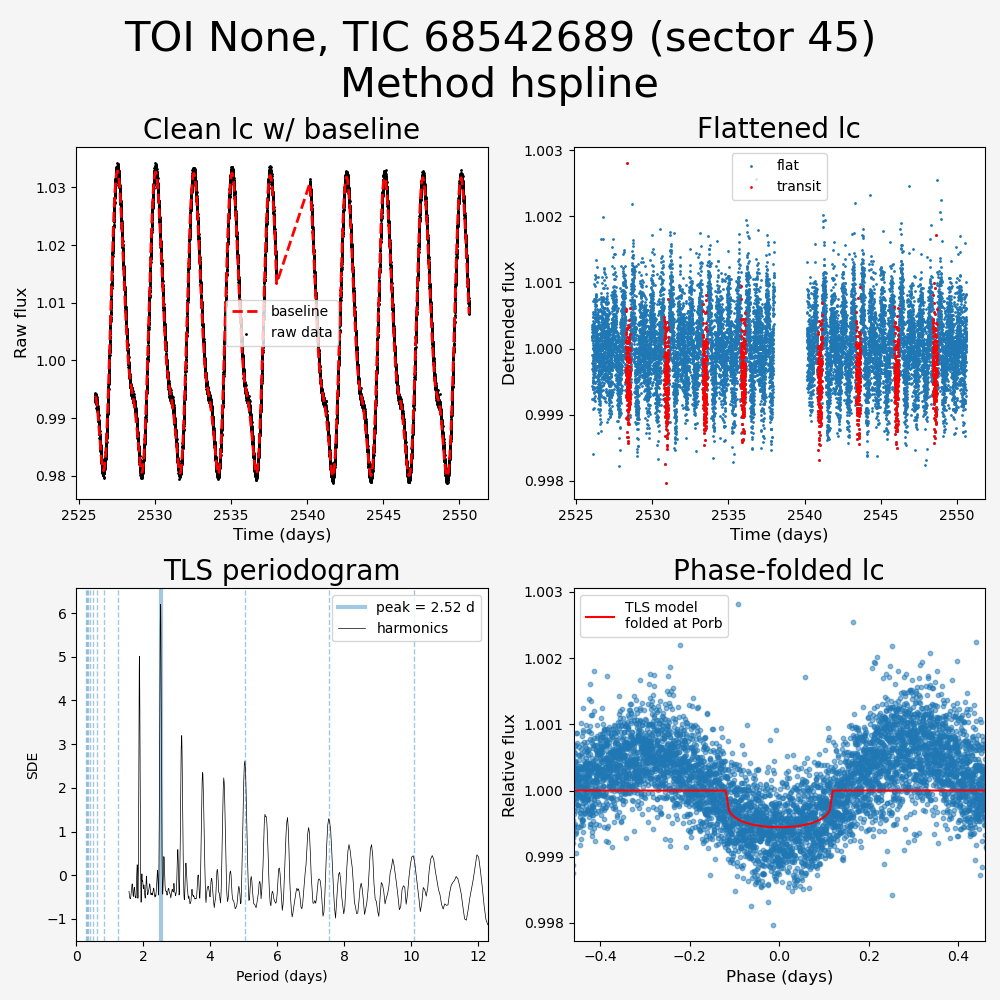 TOI None, TIC 68542689 (sector 45)
Method hspline
Clean lc w/ baseline
Raw flux
1.03
1.02
1.01
1.00
0.99
0.98
baseline
raw data
2525
2530
2535
2540
2545
2550
Time (days)
Flattened lc
Detrended flux
1.003
1.002
1.001
1.000
0.999
0.998
flat
transit
2525
2530
2535
2540
2545
2550
Time (days)
TLS periodogram
SDE
6
5
4
3
2
1
0
−1
peak = 2.52 d
harmonics
0
2
4
6
8
10
12
Period (days)
Phase-folded lc
Relative flux
1.003
1.002
1.001
1.000
0.999
0.998
TLS model
folded at Porb
−0.4
−0.2
0.0
0.2
0.4
Phase (days)